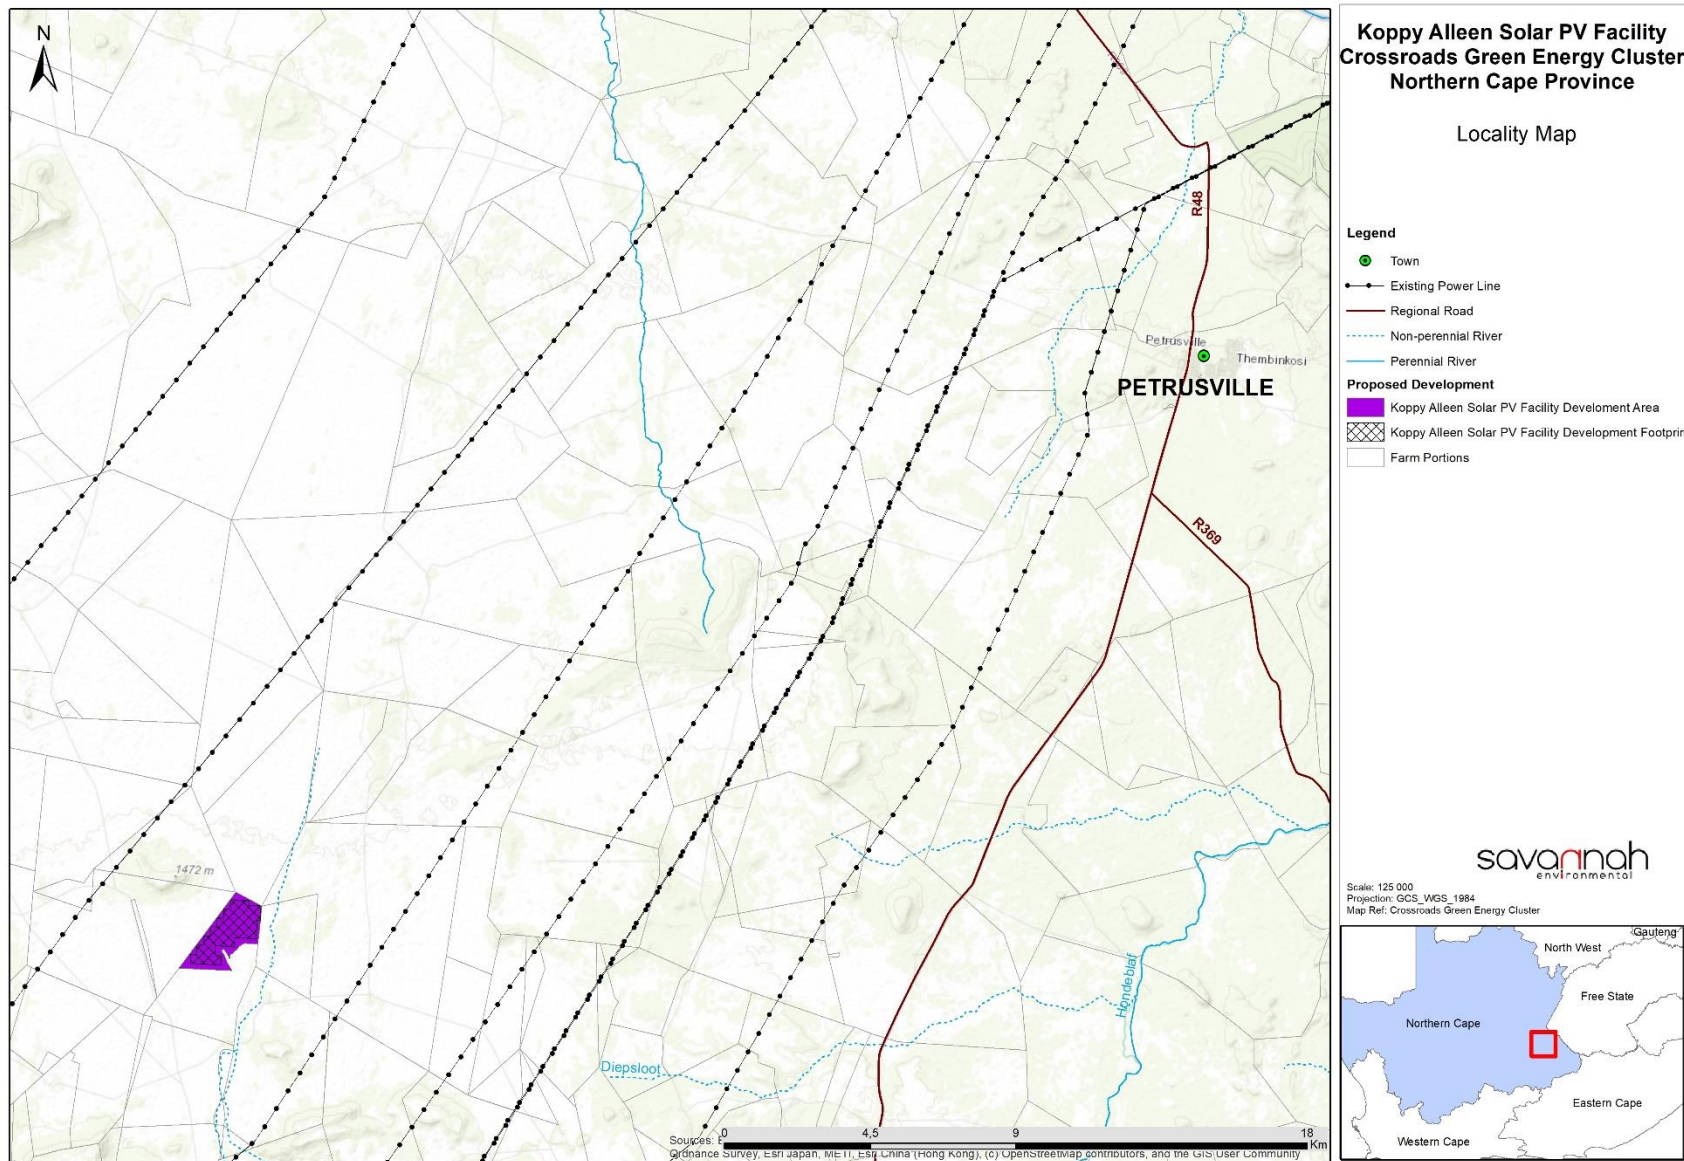 N
R48
Petrusville
Thembinkosi
PETRUSVILLE
R369
1472 m
Hondeblaf
Diepsloot
0 4,5 9 18
Km
Sources: E
Ordnance Survey, Esri Japan, METI, Esri China (Hong Kong), (c) OpenStreetMap contributors, and the GIS User Community
Koppy Alleen Solar PV Facility
Crossroads Green Energy Cluster
Northern Cape Province
Locality Map
Legend
Town
Existing Power Line
Regional Road
Non-perennial River
Perennial River
Proposed Development
Koppy Alleen Solar PV Facility Develoment Area
Koppy Alleen Solar PV Facility Development Footprin
Farm Portions
savannah
environmental
Scale: 125 000
Projection: GCS_WGS_1984
Map Ref: Crossroads Green Energy Cluster
Gauteng
North West
Free State
Northern Cape
Eastern Cape
Western Cape